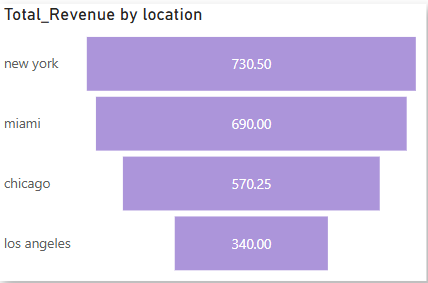 Total_Revenue by location
new york 730.50
miami 690.00
chicago 570.25
los angeles 340.00